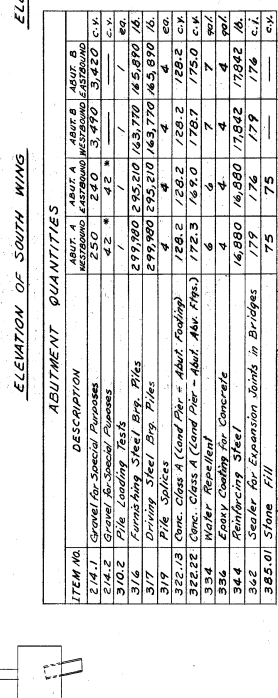 ELEVATION OF SOUTH WING
ABUTMENT QUANTITIES
ITEM NO. DESCRIPTION ABUT. A WESTBOUND ABUT. A EASTBOUND ABUT. B WESTBOUND ABUT. B EASTBOUND
214.1 Gravel for Special Purposes 250 240 3,490 3,420 c.y.
214.2 Gravel for Special Puposes 42 * 42 * — — c.y.
310.2 Pile Loading Tests 1 1 1 1 ea.
316 Furnishing Steel Brg. Piles 299,980 295,210 163,770 165,890 lb.
317 Driving Steel Brg. Piles 299,980 295,210 163,770 165,890 lb.
319 Pile Splices 4 4 4 4 ea.
322.13 Conc. Class A (Land Pier - Abut. Footing) 128.2 128.2 128.2 128.2 c.y.
322.22 Conc. Class A (Land Pier - Abut. Abv. Ftgs.) 172.3 169.0 178.7 175.0 c.y.
334 Water Repellent 6 6 7 7 gal.
336 Epoxy Coating for Concrete 4 4 4 4 gal.
344 Reinforcing Steel 16,880 16,880 17,842 17,842 lb.
362 Sealer for Expansion Joints in Bridges 179 176 179 176 c.i.
385.01 Stone Fill 75 75 — — c.y.